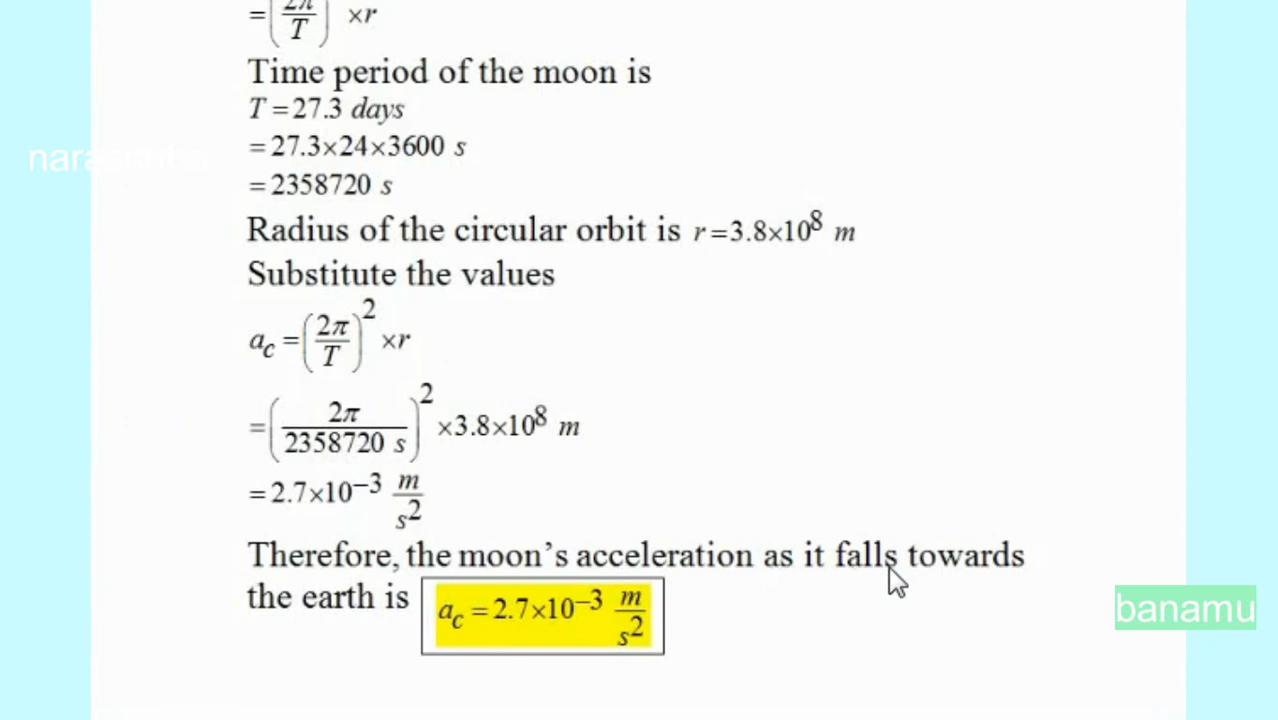 =(2π/T) ×r
Time period of the moon is
T=27.3 days
=27.3×24×3600 s
=2358720 s
Radius of the circular orbit is r=3.8×10⁸ m
Substitute the values
a_c =(2π/T)² ×r
=(2π/2358720 s)² ×3.8×10⁸ m
=2.7×10⁻³ m/s²
Therefore, the moon's acceleration as it falls towards
the earth is a_c =2.7×10⁻³ m/s²
banamu